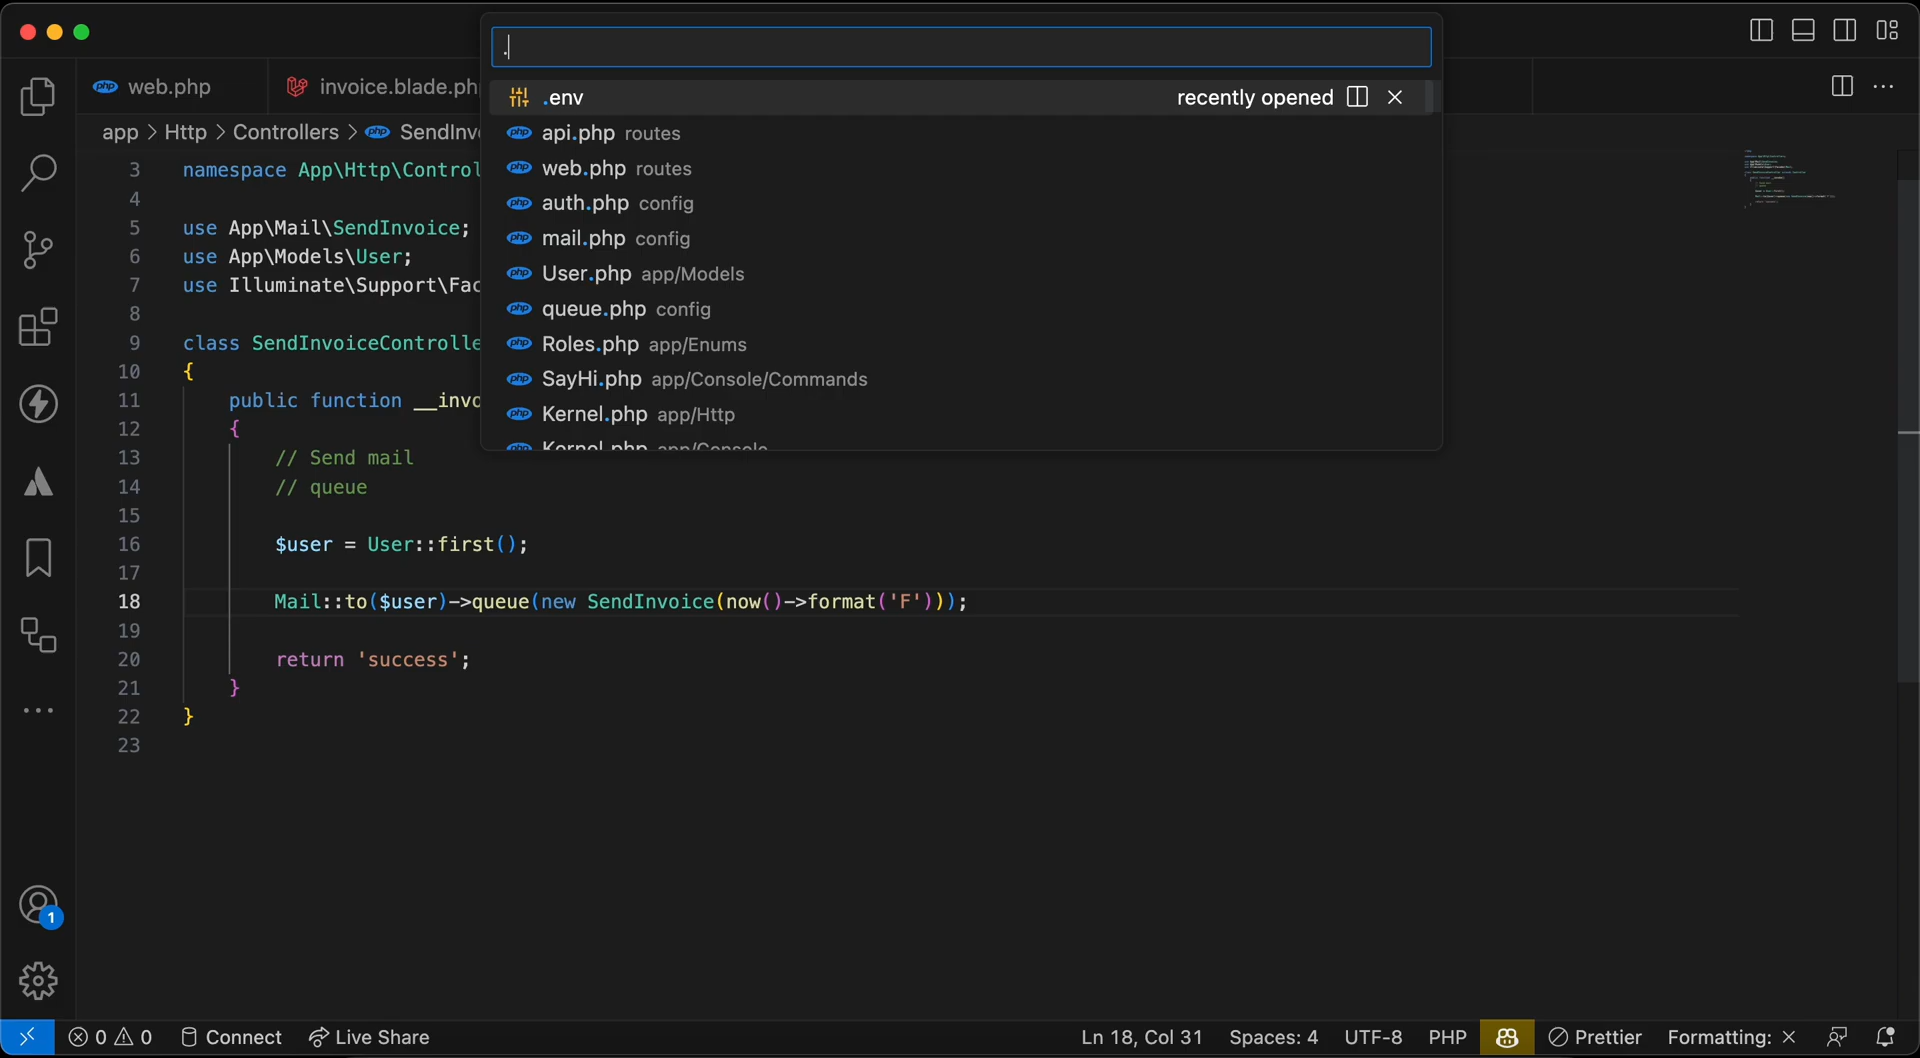 .
web.php
invoice.blade.ph
.env recently opened
api.php routes
web.php routes
auth.php config
mail.php config
User.php app/Models
queue.php config
Roles.php app/Enums
SayHi.php app/Console/Commands
Kernel.php app/Http
Kernel.php app/Console
app > Http > Controllers > php SendInv
3 namespace App\Http\Control
4
5 use App\Mail\SendInvoice;
6 use App\Models\User;
7 use Illuminate\Support\Fac
8
9 class SendInvoiceControlle
10 {
11 public function __invo
12 {
13 // Send mail
14 // queue
15
16 $user = User::first();
17
18 Mail::to($user)->queue(new SendInvoice(now()->format('F')));
19
20 return 'success';
21 }
22 }
23
1
0 0 Connect Live Share Ln 18, Col 31 Spaces: 4 UTF-8 PHP Prettier Formatting: ×